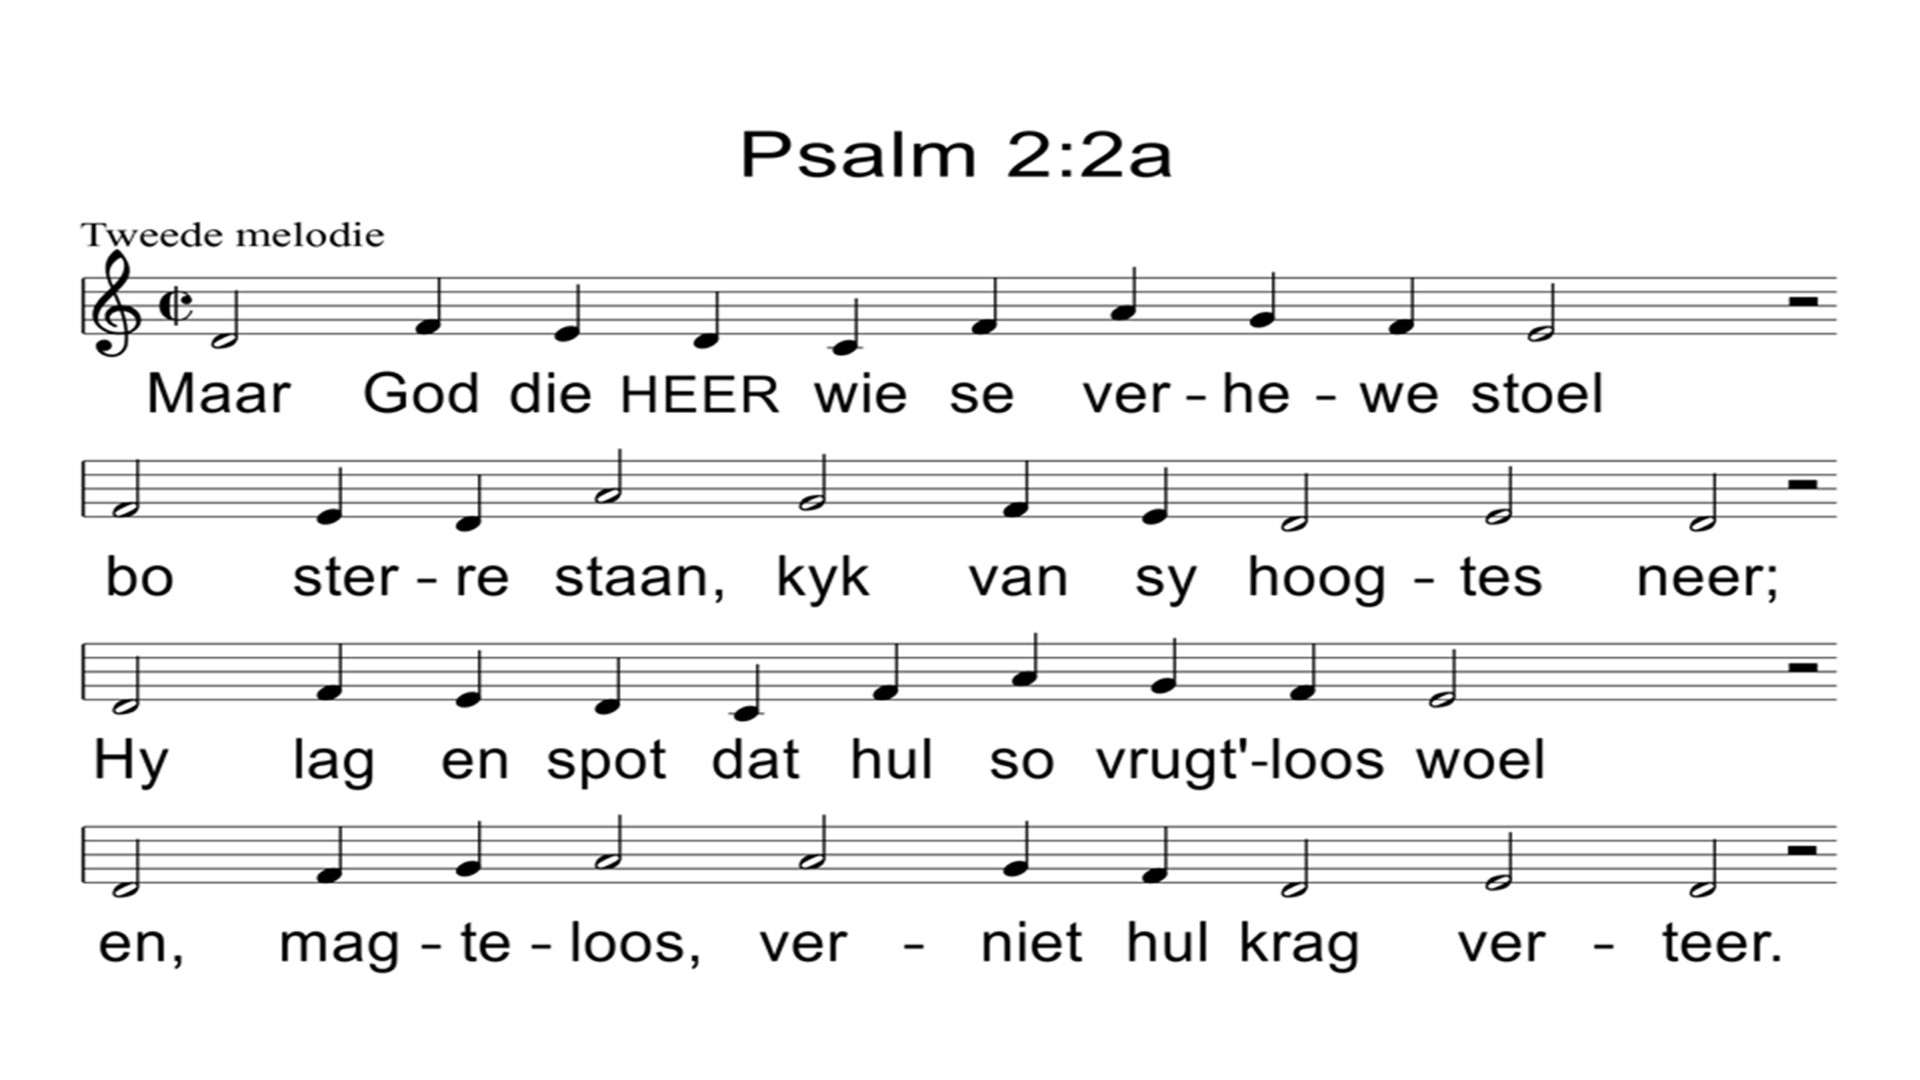 Psalm 2:2a
Tweede melodie
Maar God die HEER wie se ver-he-we stoel
bo ster-re staan, kyk van sy hoog-tes neer;
Hy lag en spot dat hul so vrugt'-loos woel
en, mag-te-loos, ver-niet hul krag ver-teer.